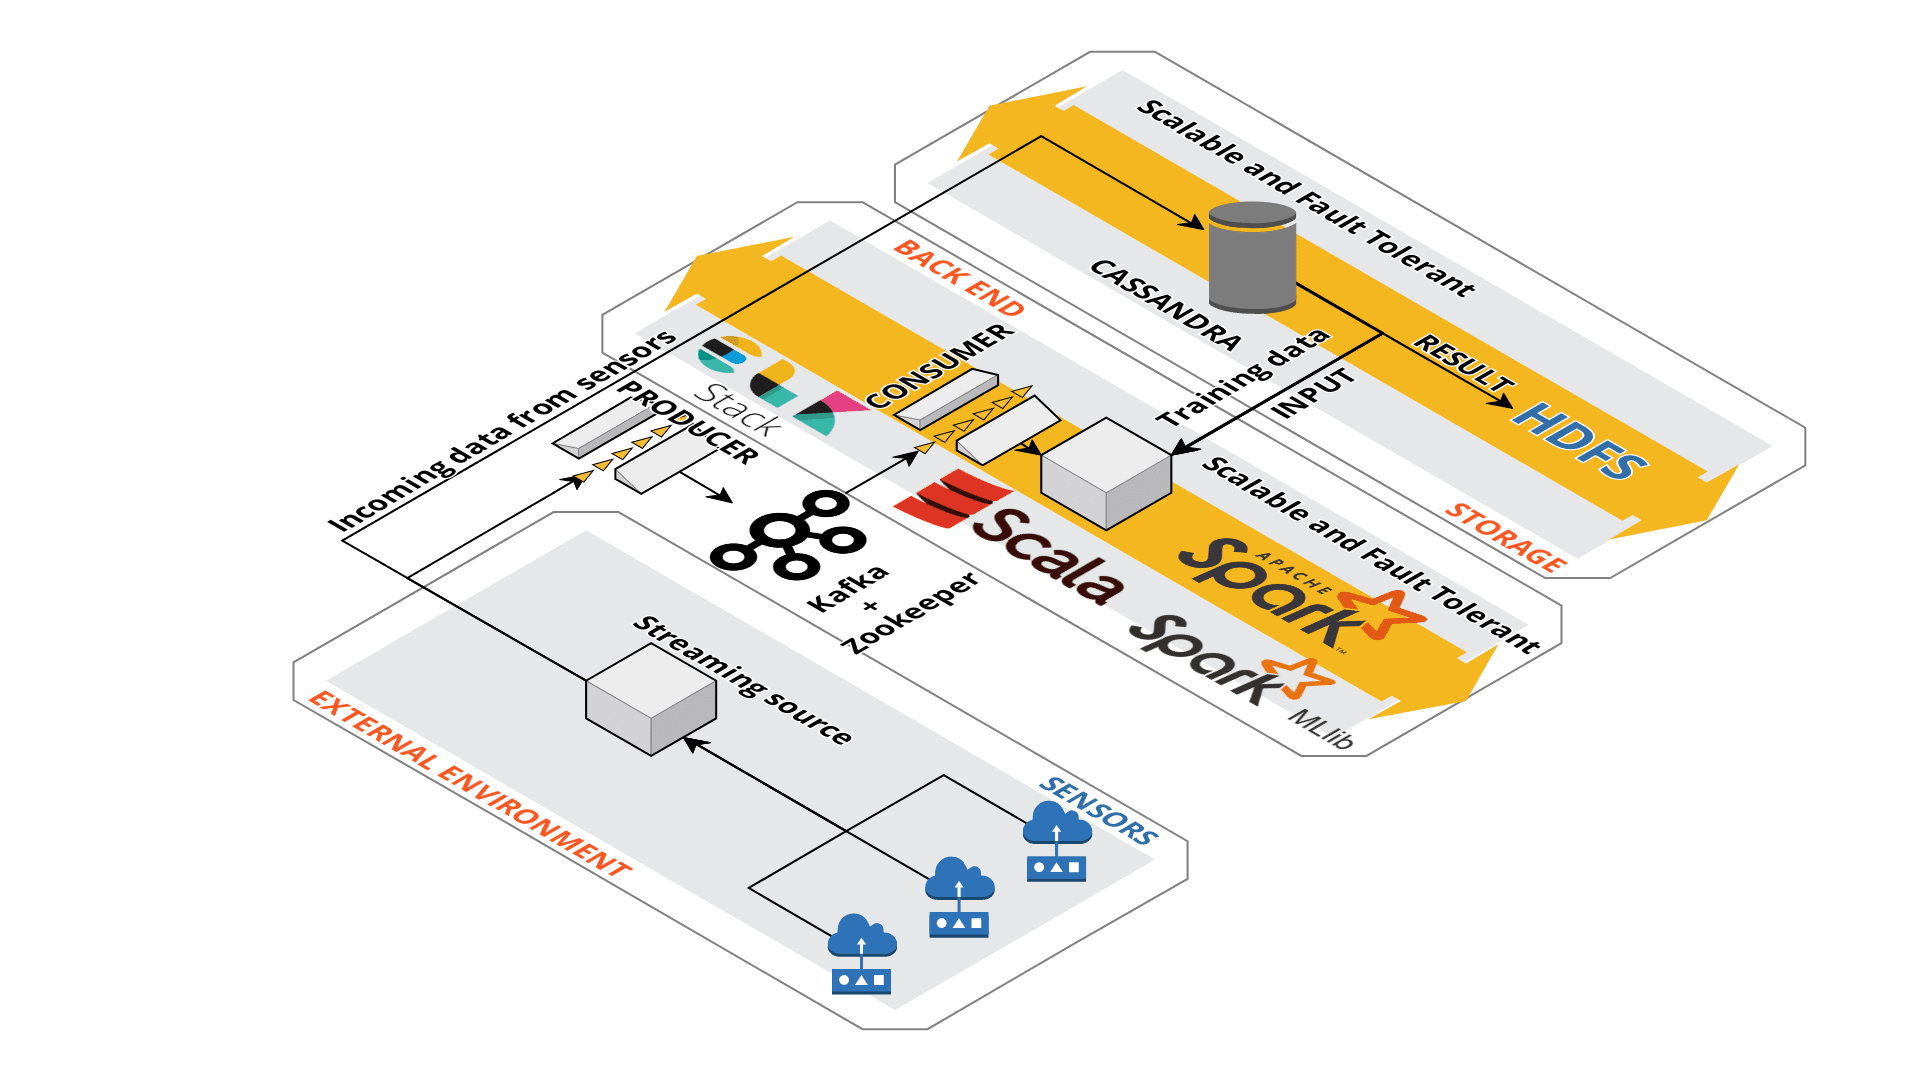 Scalable and Fault Tolerant
CASSANDRA
RESULT
HDFS
STORAGE
BACK END
Training data
INPUT
CONSUMER
Stack
Incoming data from sensors
PRODUCER
Kafka
+
Zookeeper
Scala
Scalable and Fault Tolerant
APACHE
Spark
TM
Spark
MLlib
Streaming source
EXTERNAL ENVIRONMENT
SENSORS